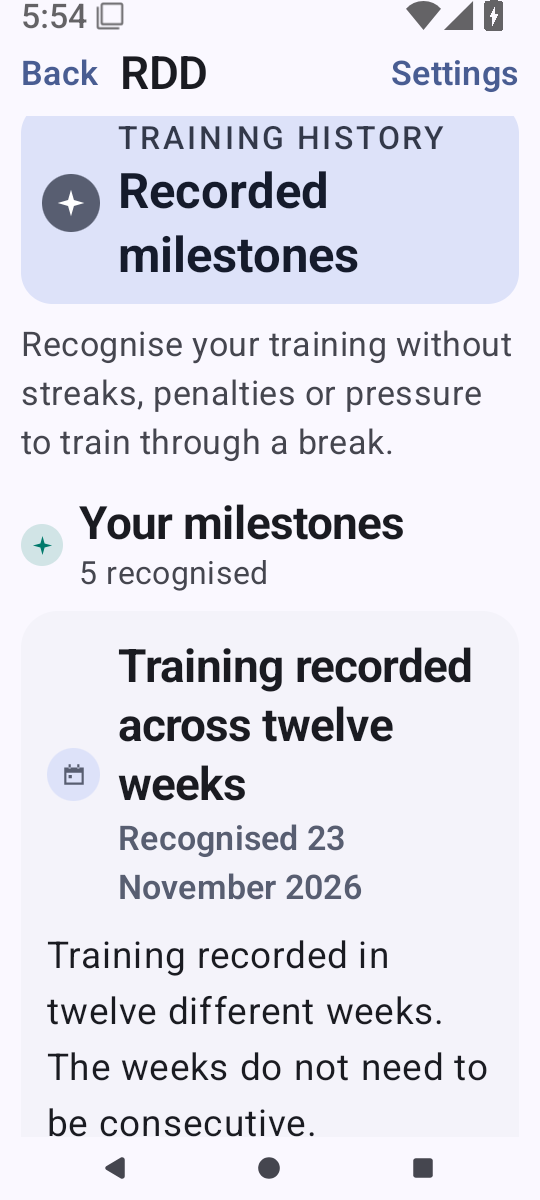 5:54
Back RDD Settings
TRAINING HISTORY
Recorded
milestones
Recognise your training without
streaks, penalties or pressure
to train through a break.
Your milestones
5 recognised
Training recorded
across twelve
weeks
Recognised 23
November 2026
Training recorded in
twelve different weeks.
The weeks do not need to
be consecutive.